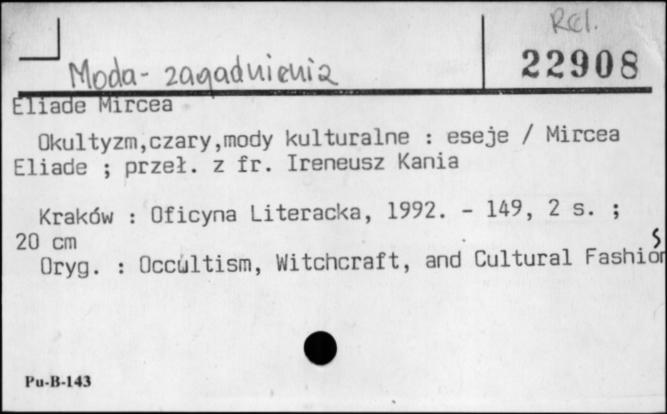 Rel.
22908
Moda - zagadnienia
Eliade Mircea
Okultyzm,czary,mody kulturalne : eseje / Mircea
Eliade ; przeł. z fr. Ireneusz Kania
Kraków : Oficyna Literacka, 1992. - 149, 2 s. ;
20 cm
Oryg. : Occultism, Witchcraft, and Cultural Fashions
Pu-B-143